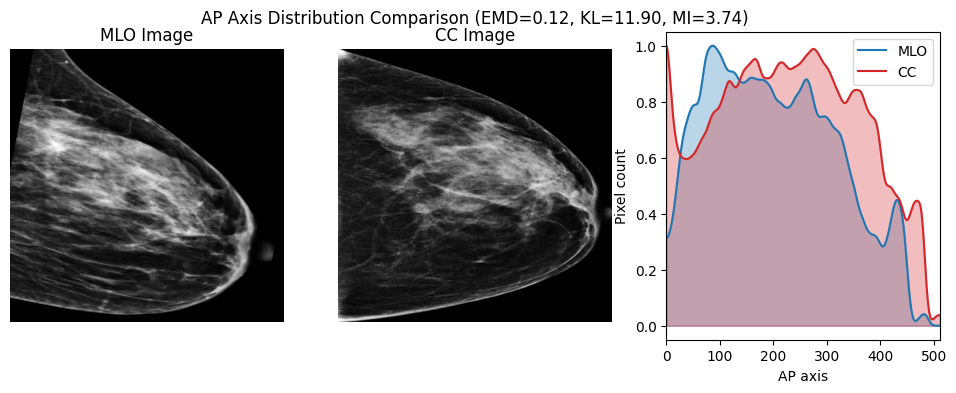 AP Axis Distribution Comparison (EMD=0.12, KL=11.90, MI=3.74)
MLO Image
CC Image
MLO
CC
1.0
0.8
0.6
0.4
0.2
0.0
Pixel count
0 100 200 300 400 500
AP axis